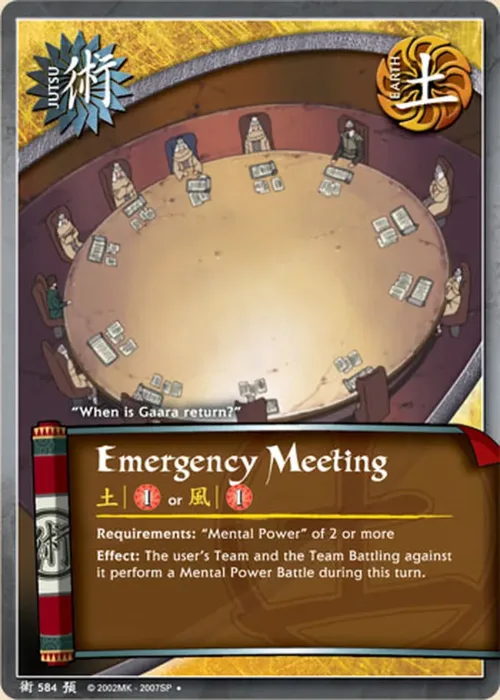 JUTSU 術
EARTH 土
"When is Gaara return?"
Emergency Meeting
土 1 or 風 1
Requirements: "Mental Power" of 2 or more
Effect: The user's Team and the Team Battling against
it perform a Mental Power Battle during this turn.
術
術 584 © 2002MK - 2007SP •